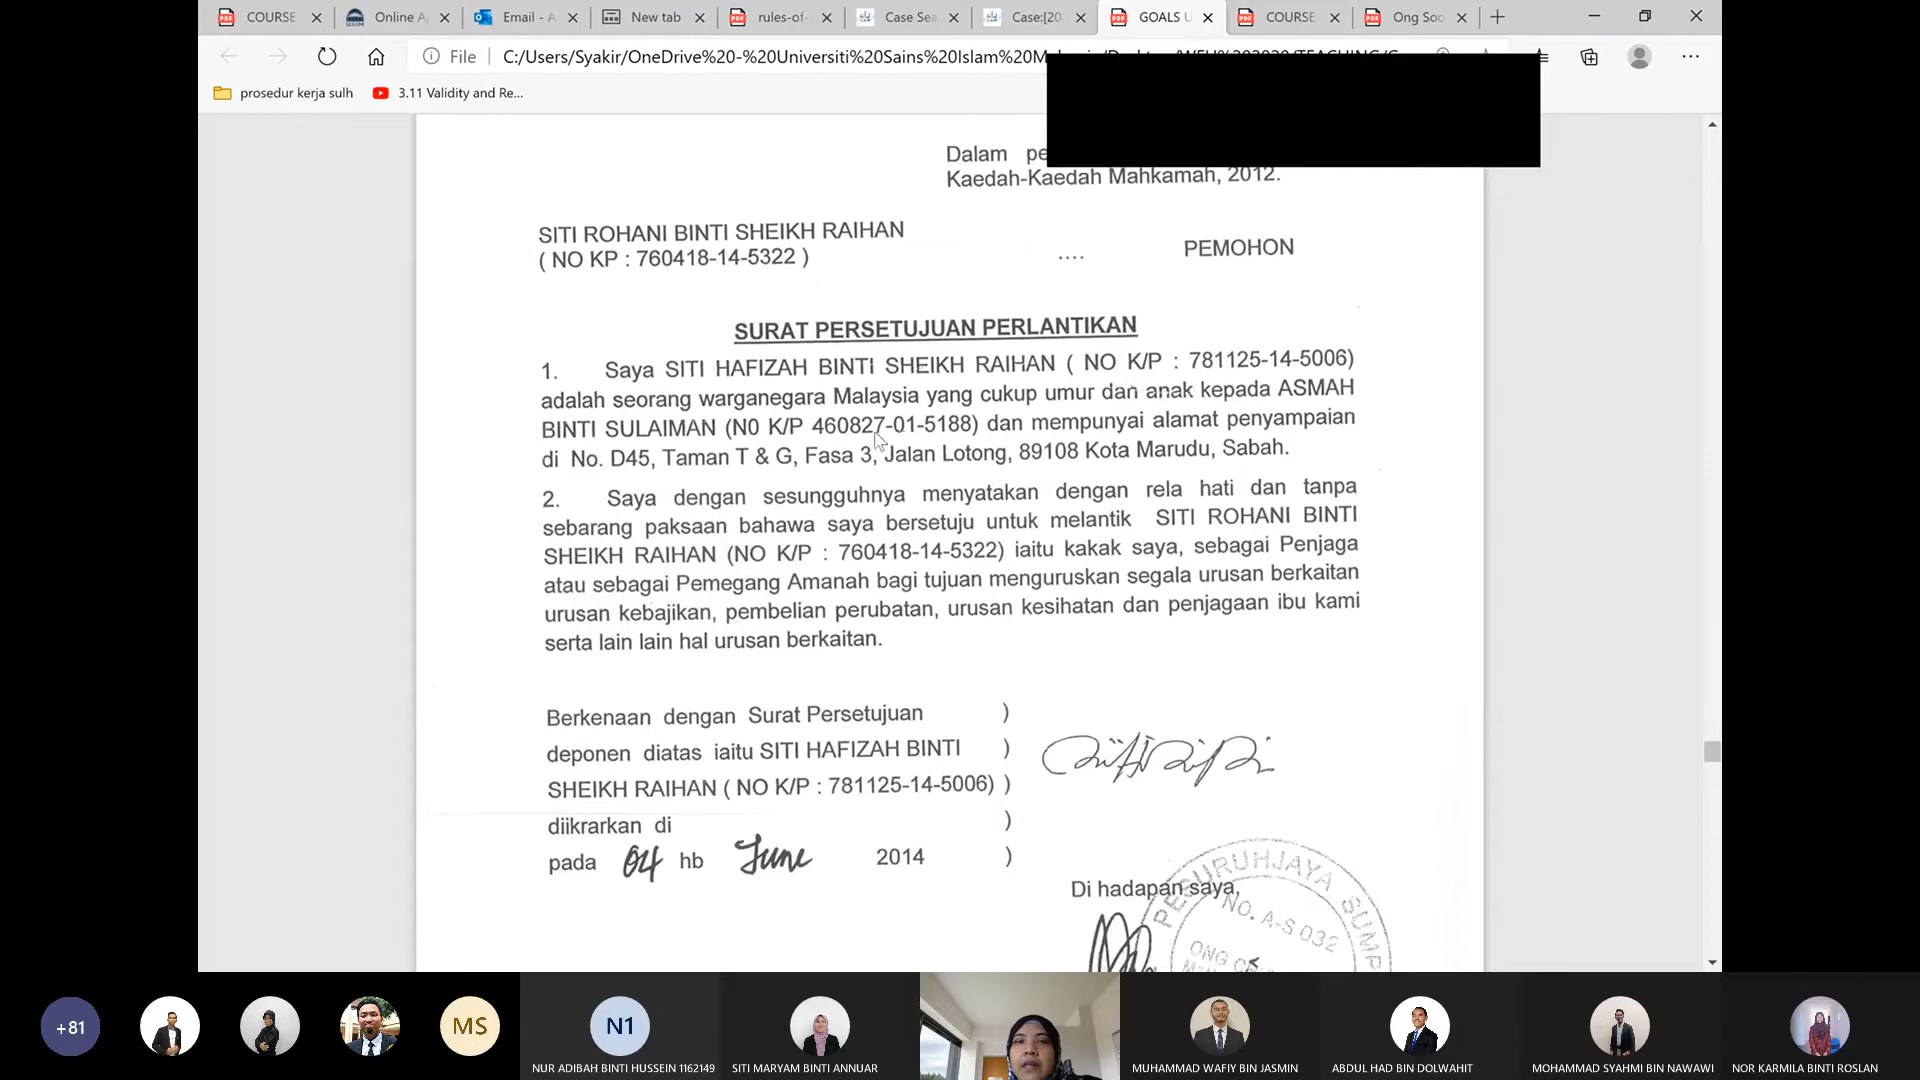 COURSE
Online A
Email - A
New tab
rules-of-
Case Sea
Case:[20
GOALS U
COURSE
Ong Soo
File
C:/Users/Syakir/OneDrive%20-%20Universiti%20Sains%20Islam%20M
prosedur kerja sulh
3.11 Validity and Re...
Dalam pe
Kaedah-Kaedah Mahkamah, 2012.
SITI ROHANI BINTI SHEIKH RAIHAN
( NO KP : 760418-14-5322 )
.... PEMOHON
SURAT PERSETUJUAN PERLANTIKAN
1. Saya SITI HAFIZAH BINTI SHEIKH RAIHAN ( NO K/P : 781125-14-5006)
adalah seorang warganegara Malaysia yang cukup umur dan anak kepada ASMAH
BINTI SULAIMAN (N0 K/P 460827-01-5188) dan mempunyai alamat penyampaian
di No. D45, Taman T & G, Fasa 3, Jalan Lotong, 89108 Kota Marudu, Sabah.
2. Saya dengan sesungguhnya menyatakan dengan rela hati dan tanpa
sebarang paksaan bahawa saya bersetuju untuk melantik SITI ROHANI BINTI
SHEIKH RAIHAN (NO K/P : 760418-14-5322) iaitu kakak saya, sebagai Penjaga
atau sebagai Pemegang Amanah bagi tujuan menguruskan segala urusan berkaitan
urusan kebajikan, pembelian perubatan, urusan kesihatan dan penjagaan ibu kami
serta lain lain hal urusan berkaitan.
Berkenaan dengan Surat Persetujuan )
deponen diatas iaitu SITI HAFIZAH BINTI )
SHEIKH RAIHAN ( NO K/P : 781125-14-5006) )
diikrarkan di )
pada 04 hb June 2014 )
Di hadapan saya,
PESURUHJAYA SUMP
NO. A-S 032
ONG
+81
MS
N1
NUR ADIBAH BINTI HUSSEIN 1162149
SITI MARYAM BINTI ANNUAR
MUHAMMAD WAFIY BIN JASMIN
ABDUL HAD BIN DOLWAHIT
MOHAMMAD SYAHMI BIN NAWAWI
NOR KARMILA BINTI ROSLAN